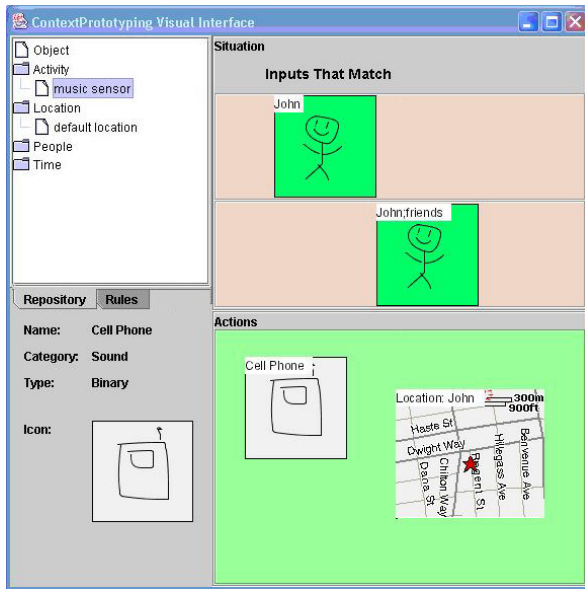 ContextPrototyping Visual Interface
Object
Activity
music sensor
Location
default location
People
Time
Repository
Rules
Name: Cell Phone
Category: Sound
Type: Binary
Icon:
Situation
Inputs That Match
John
John;friends
Actions
Cell Phone
Location: John
300m
900ft
Haste St
Dwight Way
Dana St
Chilton Way
Regent St
Hillegass Ave
Benvenue Ave